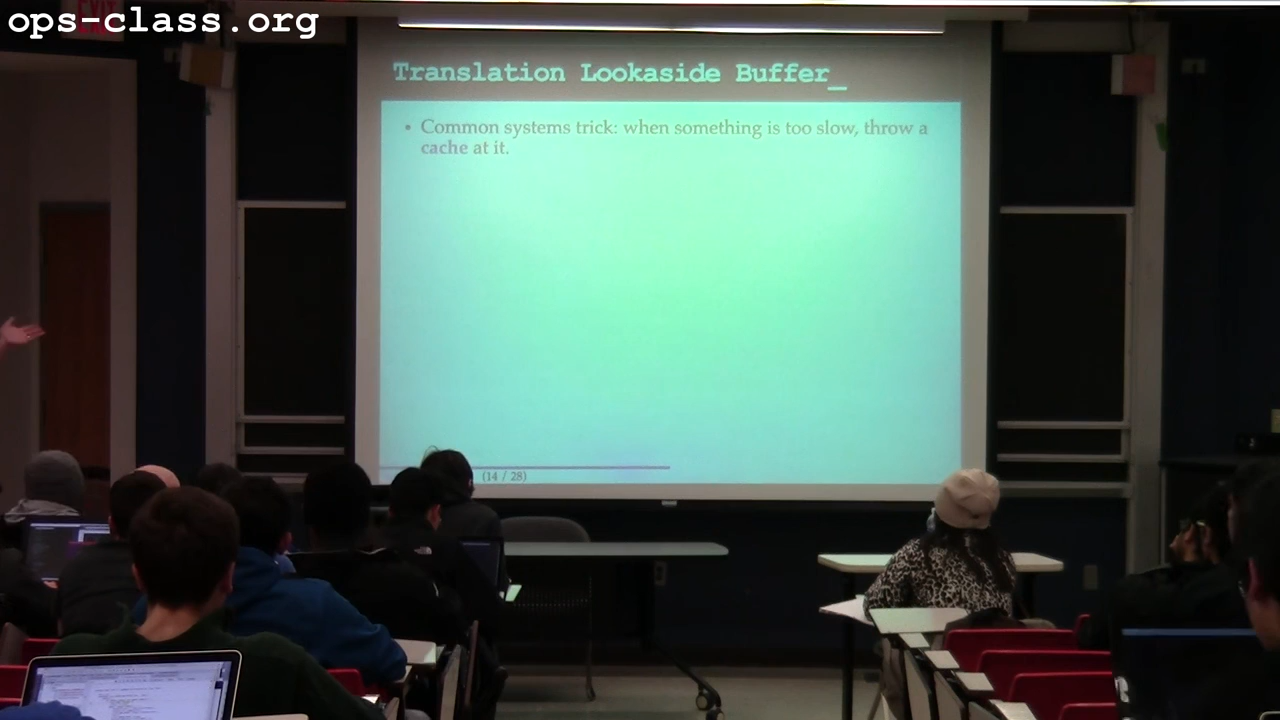 ops-class.org
EXIT
Translation Lookaside Buffer_
• Common systems trick: when something is too slow, throw a
cache at it.
(14 / 28)